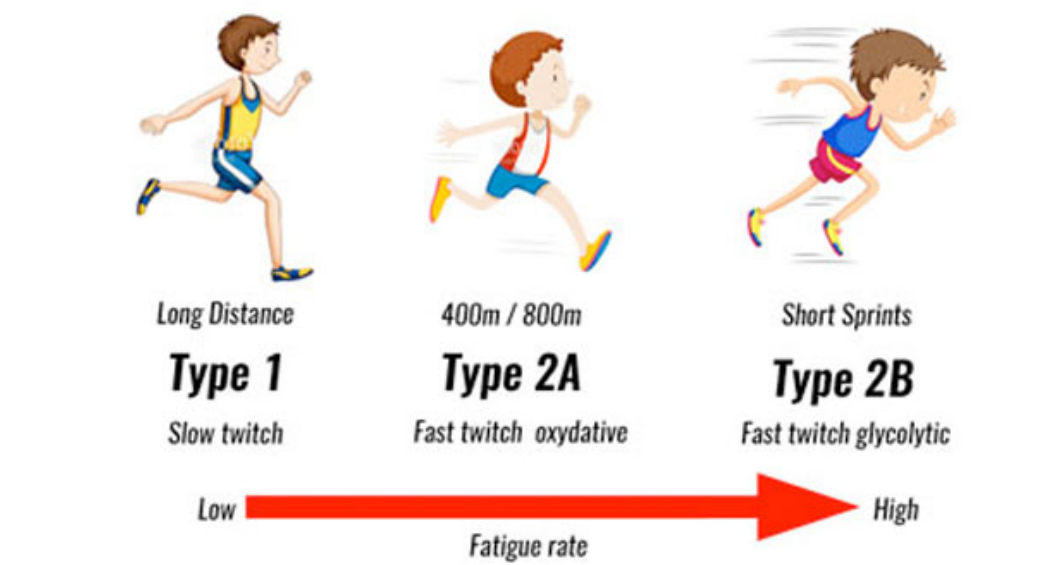 Long Distance
400m / 800m
Short Sprints
Type 1
Type 2A
Type 2B
Slow twitch
Fast twitch oxydative
Fast twitch glycolytic
Low
High
Fatigue rate